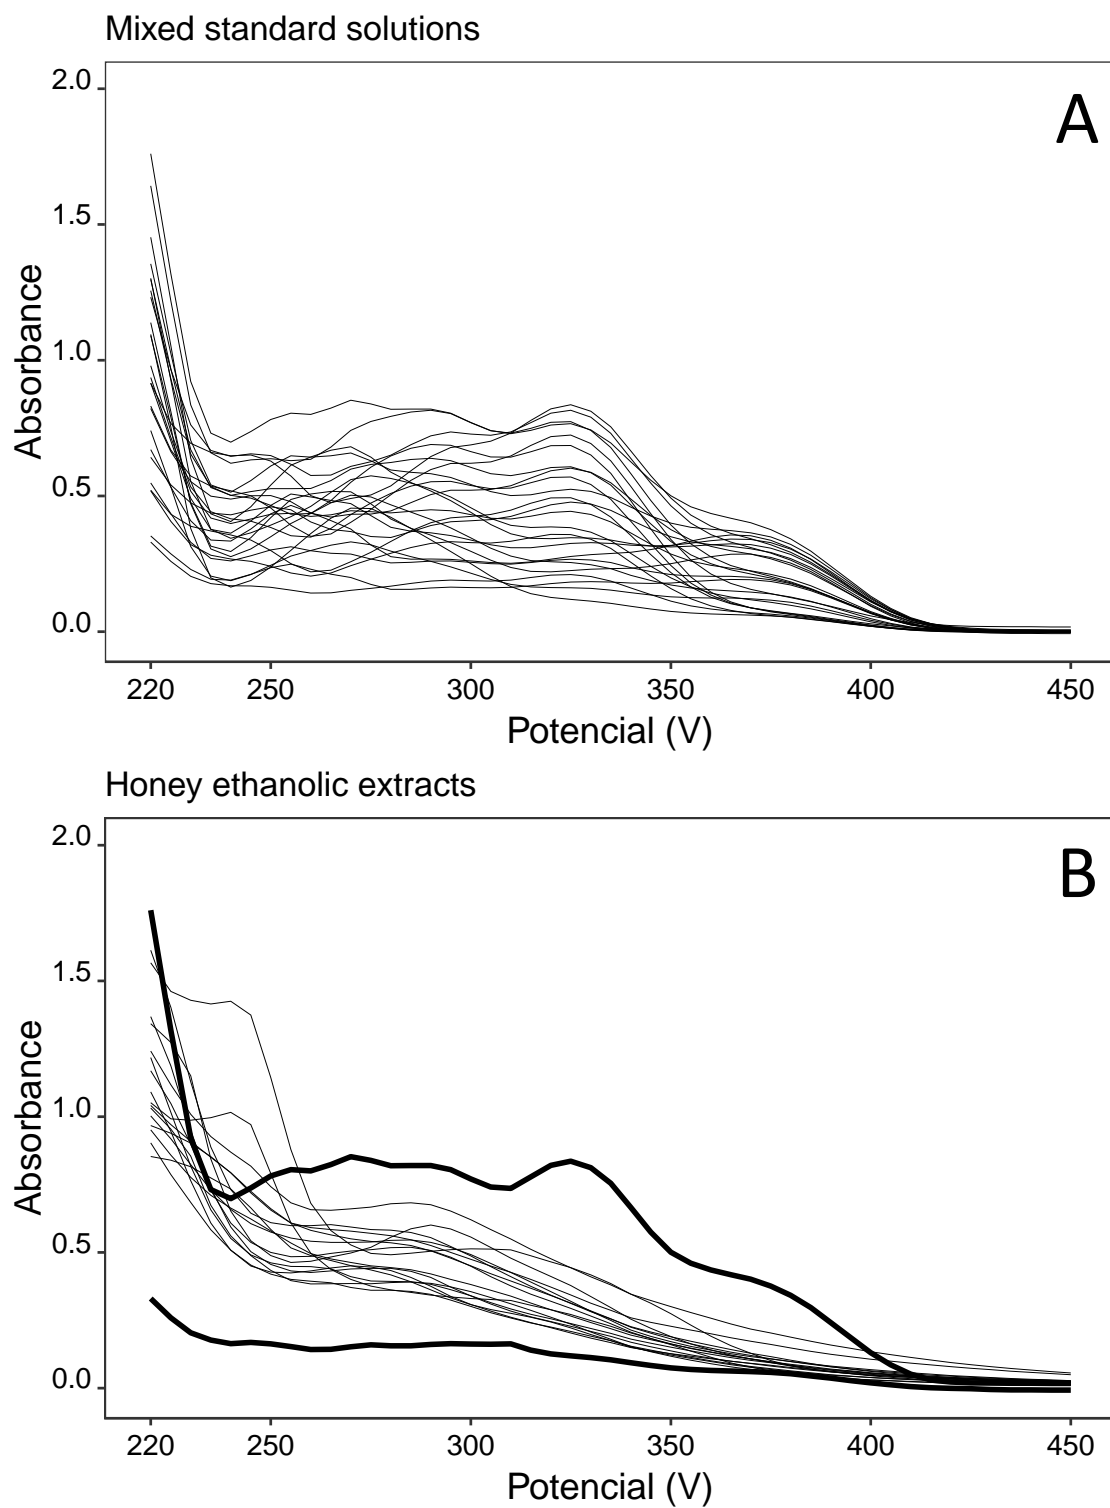 Mixed standard solutions
A
2.0
1.5
1.0
0.5
0.0
Absorbance
220 250 300 350 400 450
Potencial (V)
Honey ethanolic extracts
B
2.0
1.5
1.0
0.5
0.0
Absorbance
220 250 300 350 400 450
Potencial (V)